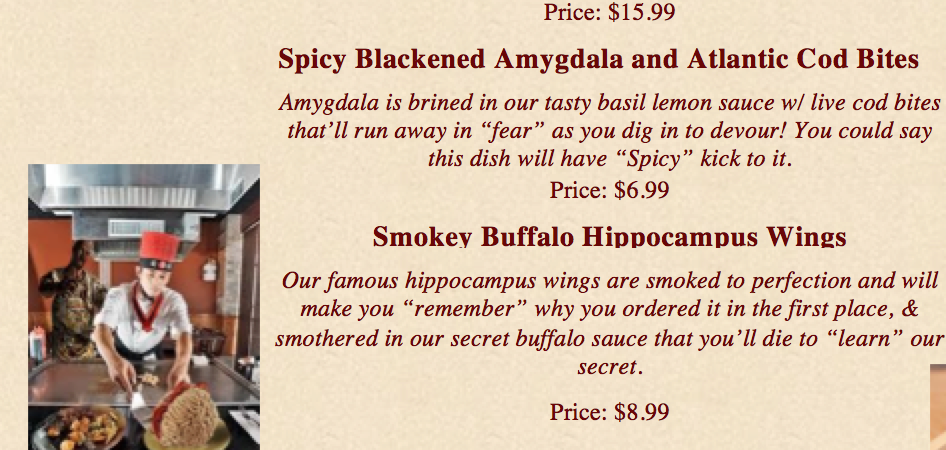 Price: $15.99
Spicy Blackened Amygdala and Atlantic Cod Bites
Amygdala is brined in our tasty basil lemon sauce w/ live cod bites
that’ll run away in “fear” as you dig in to devour! You could say
this dish will have “Spicy” kick to it.
Price: $6.99
Smokey Buffalo Hippocampus Wings
Our famous hippocampus wings are smoked to perfection and will
make you “remember” why you ordered it in the first place, &
smothered in our secret buffalo sauce that you’ll die to “learn” our
secret.
Price: $8.99